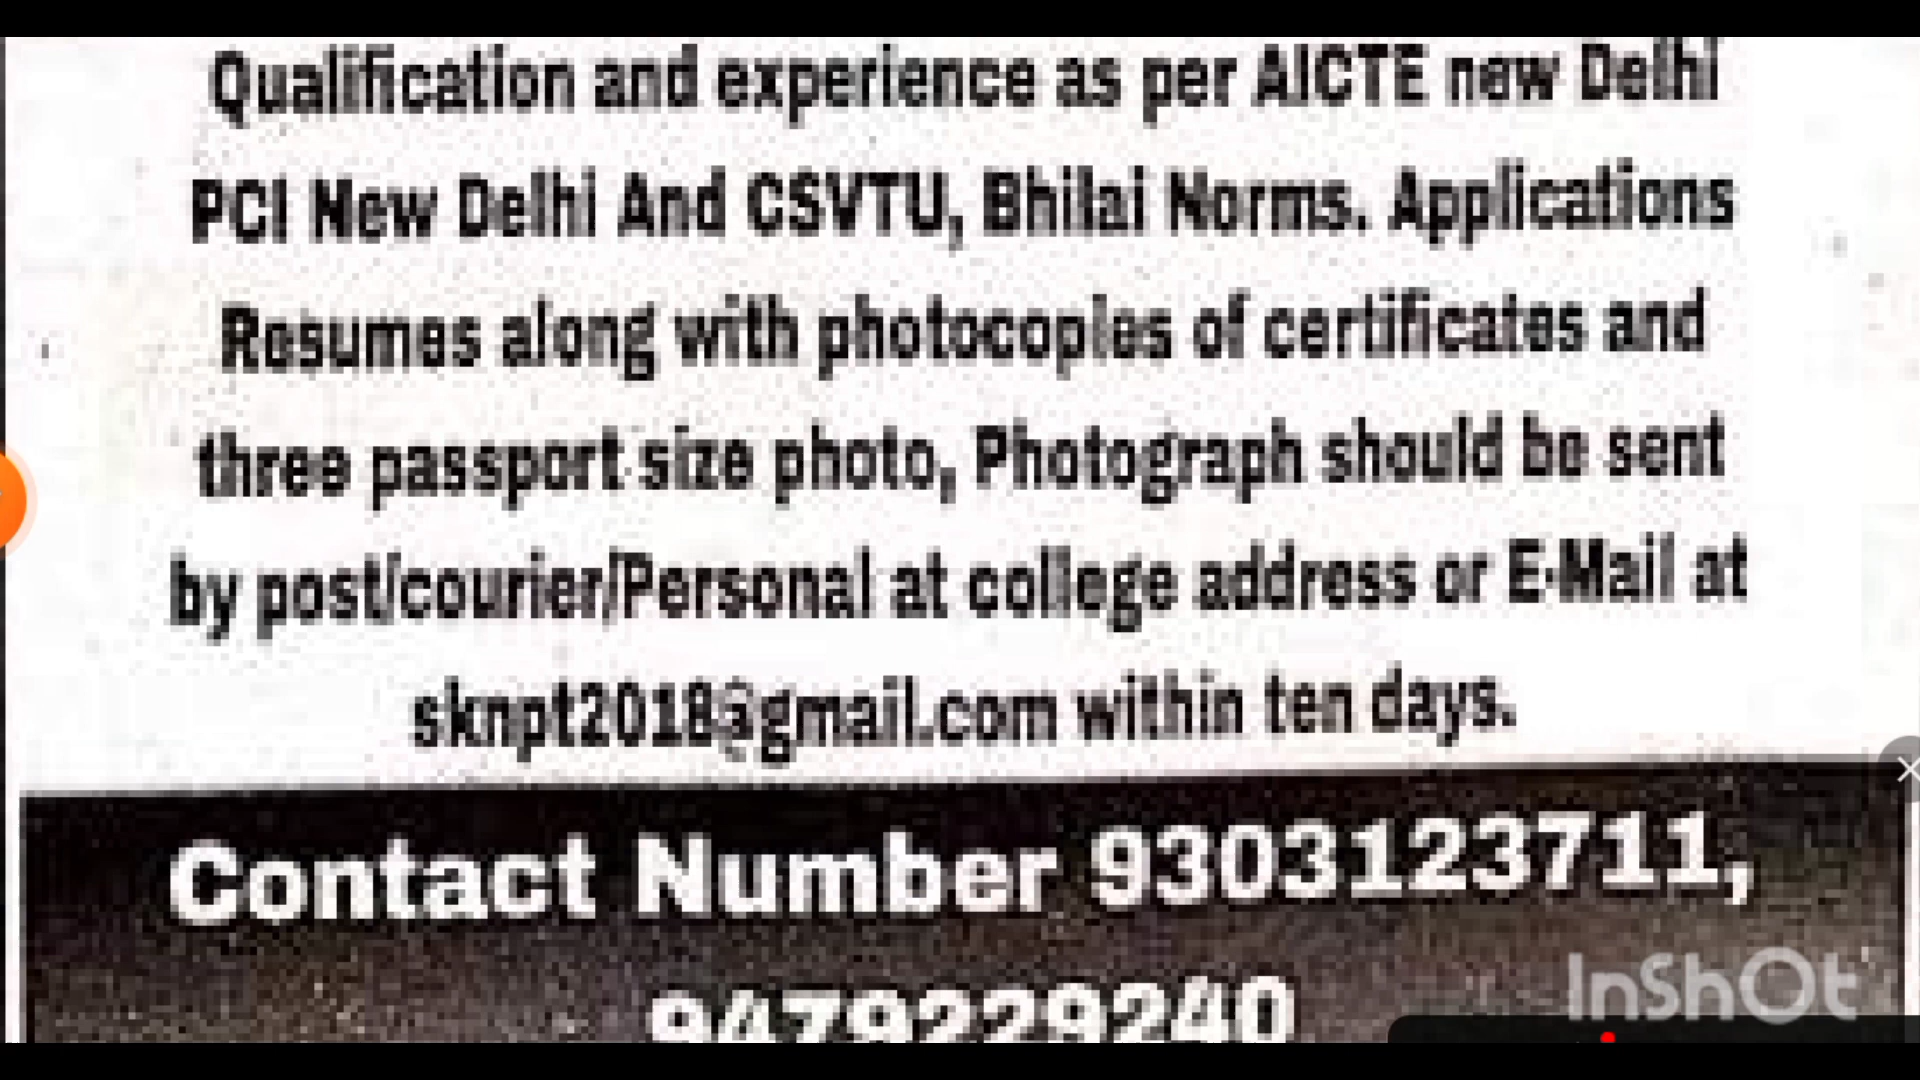 Qualification and experience as per AICTE new Delhi
PCI New Delhi And CSVTU, Bhilai Norms. Applications
Resumes along with photocopies of certificates and
three passport size photo, Photograph should be sent
by post/courier/Personal at college address or E-Mail at
sknpt2018@gmail.com within ten days.
Contact Number 9303123711,
9479229240
InShOt